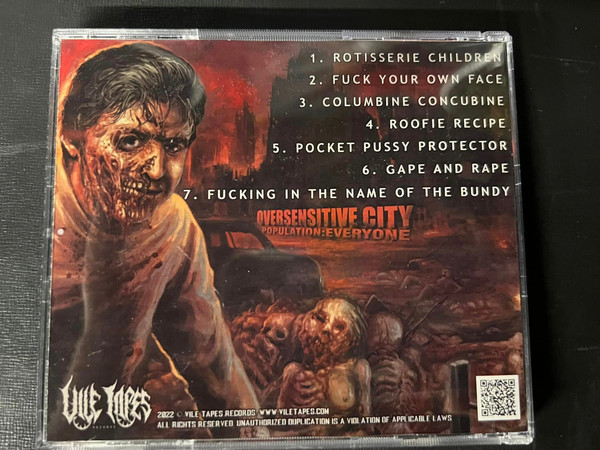 1. ROTISSERIE CHILDREN
2. FUCK YOUR OWN FACE
3. COLUMBINE CONCUBINE
4. ROOFIE RECIPE
5. POCKET PUSSY PROTECTOR
6. GAPE AND RAPE
7. FUCKING IN THE NAME OF THE BUNDY
OVERSENSITIVE CITY
POPULATION:EVERYONE
VILE TAPES
RECORDS
2022 © VILE TAPES RECORDS WWW.VILETAPES.COM
ALL RIGHTS RESERVED. UNAUTHORIZED DUPLICATION IS A VIOLATION OF APPLICABLE LAWS